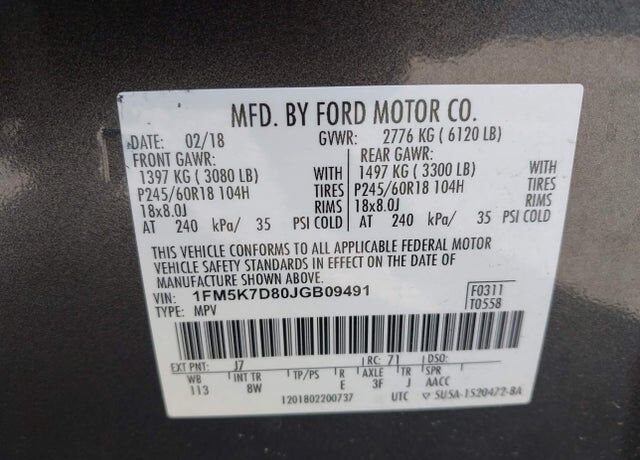 MFD. BY FORD MOTOR CO.
DATE: 02/18 GVWR: 2776 KG ( 6120 LB)
FRONT GAWR: REAR GAWR:
1397 KG ( 3080 LB) WITH 1497 KG ( 3300 LB) WITH
P245/60R18 104H TIRES P245/60R18 104H TIRES
18x8.0J RIMS 18x8.0J RIMS
AT 240 kPa/ 35 PSI COLD AT 240 kPa/ 35 PSI COLD
THIS VEHICLE CONFORMS TO ALL APPLICABLE FEDERAL MOTOR
VEHICLE SAFETY STANDARDS IN EFFECT ON THE DATE OF
MANUFACTURE SHOWN ABOVE.
VIN: 1FM5K7D80JGB09491 F0311
TYPE: MPV T0558
EXT PNT: J7 RC: 71 DSO:
WB INT TR TP/PS R AXLE TR SPR
113 8W E 3F J AACC
1201802200737 UTC ▽ 5U5A-1520472-BA